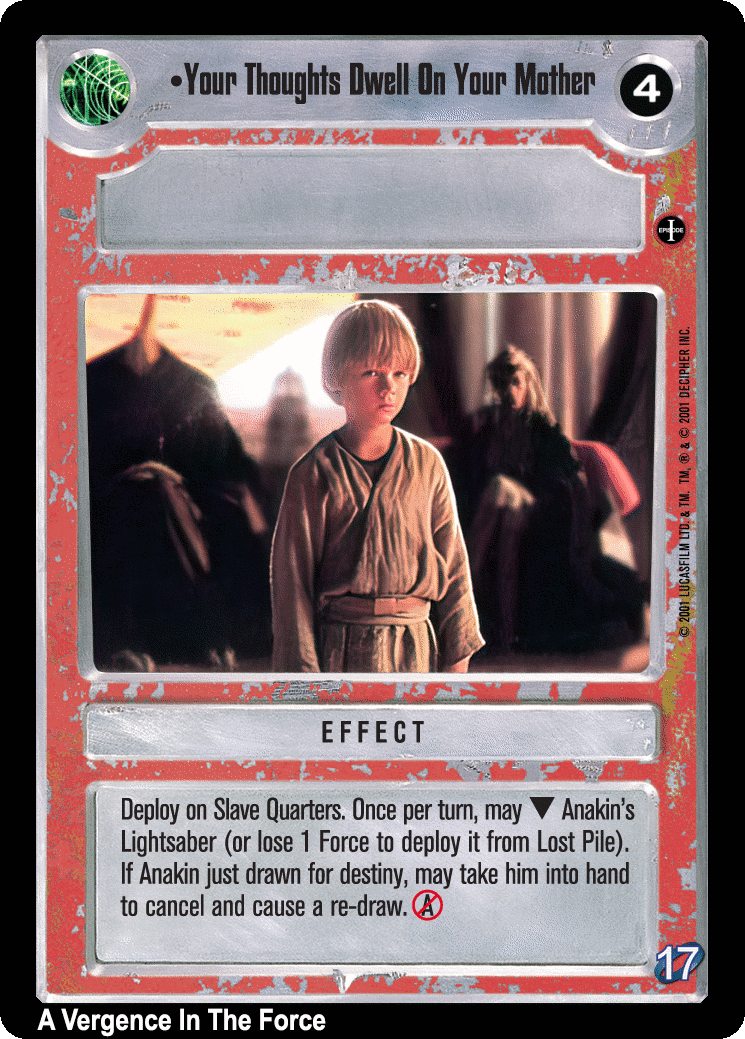 •Your Thoughts Dwell On Your Mother
4
EPISODE
I
© 2001 LUCASFILM LTD. & TM. TM, ® & © 2001 DECIPHER INC.
EFFECT
Deploy on Slave Quarters. Once per turn, may ▼ Anakin's
Lightsaber (or lose 1 Force to deploy it from Lost Pile).
If Anakin just drawn for destiny, may take him into hand
to cancel and cause a re-draw. A
17
A Vergence In The Force